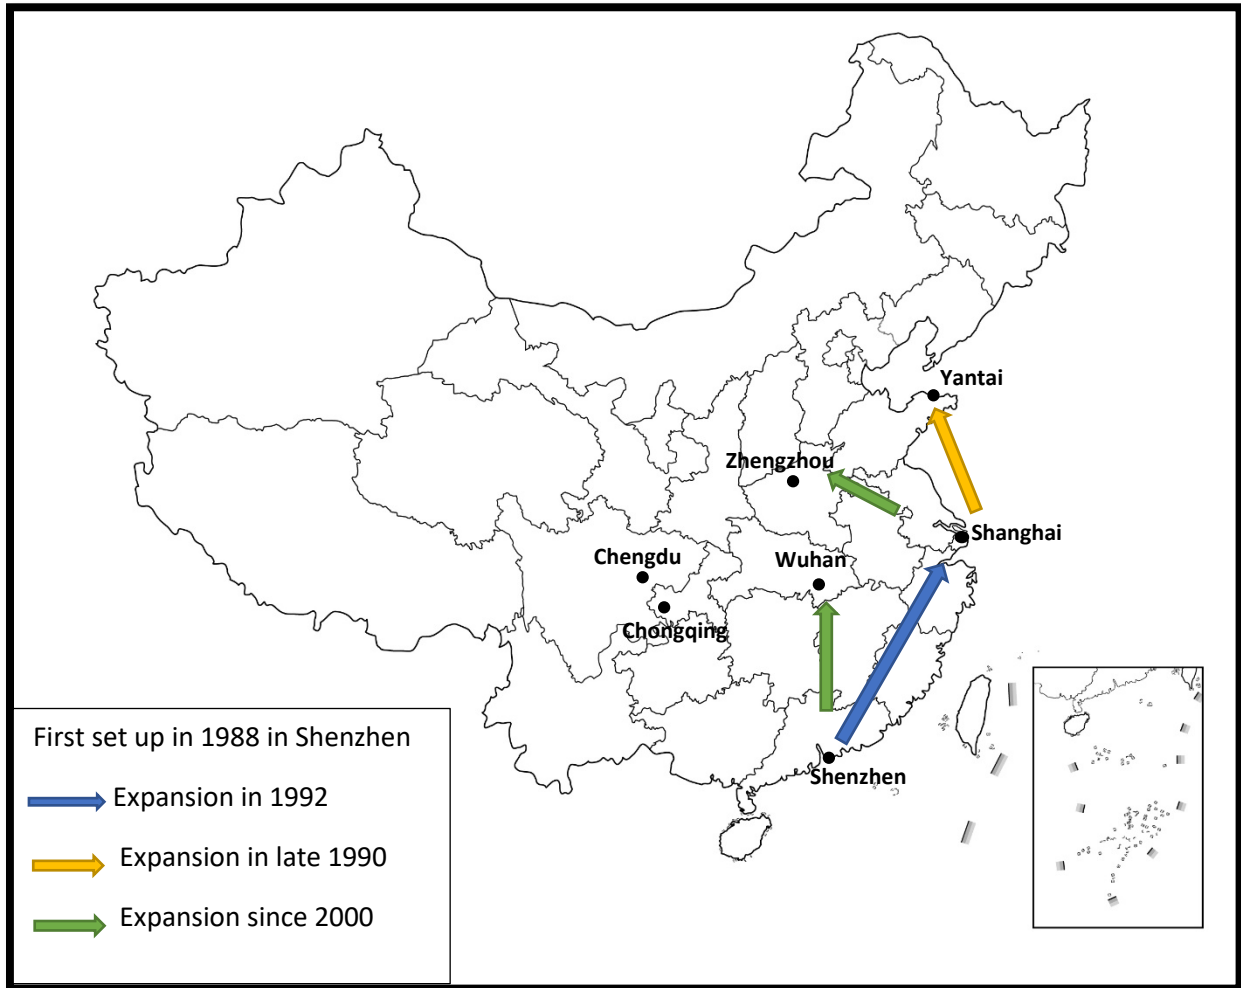 Yantai
Zhengzhou
Shanghai
Chengdu
Wuhan
Chongqing
Shenzhen
First set up in 1988 in Shenzhen
Expansion in 1992
Expansion in late 1990
Expansion since 2000